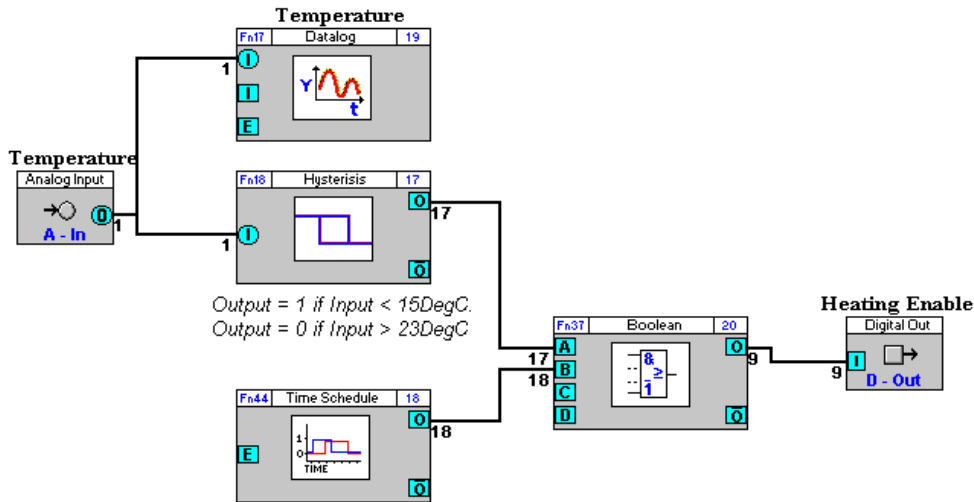 Temperature
Fn17 Datalog 19
1 I
I
E
Y
t
Temperature
Analog Input
O
1
A - In
Fn18 Hysterisis 17
O
17
1 I
O
Output = 1 if Input < 15DegC.
Output = 0 if Input > 23DegC
Heating Enable
Fn37 Boolean 20
Digital Out
A
17
B
18
C
D
&
≥
1
O
9
O
I
9
D - Out
Fn44 Time Schedule 18
O
18
1
0
TIME
E
O